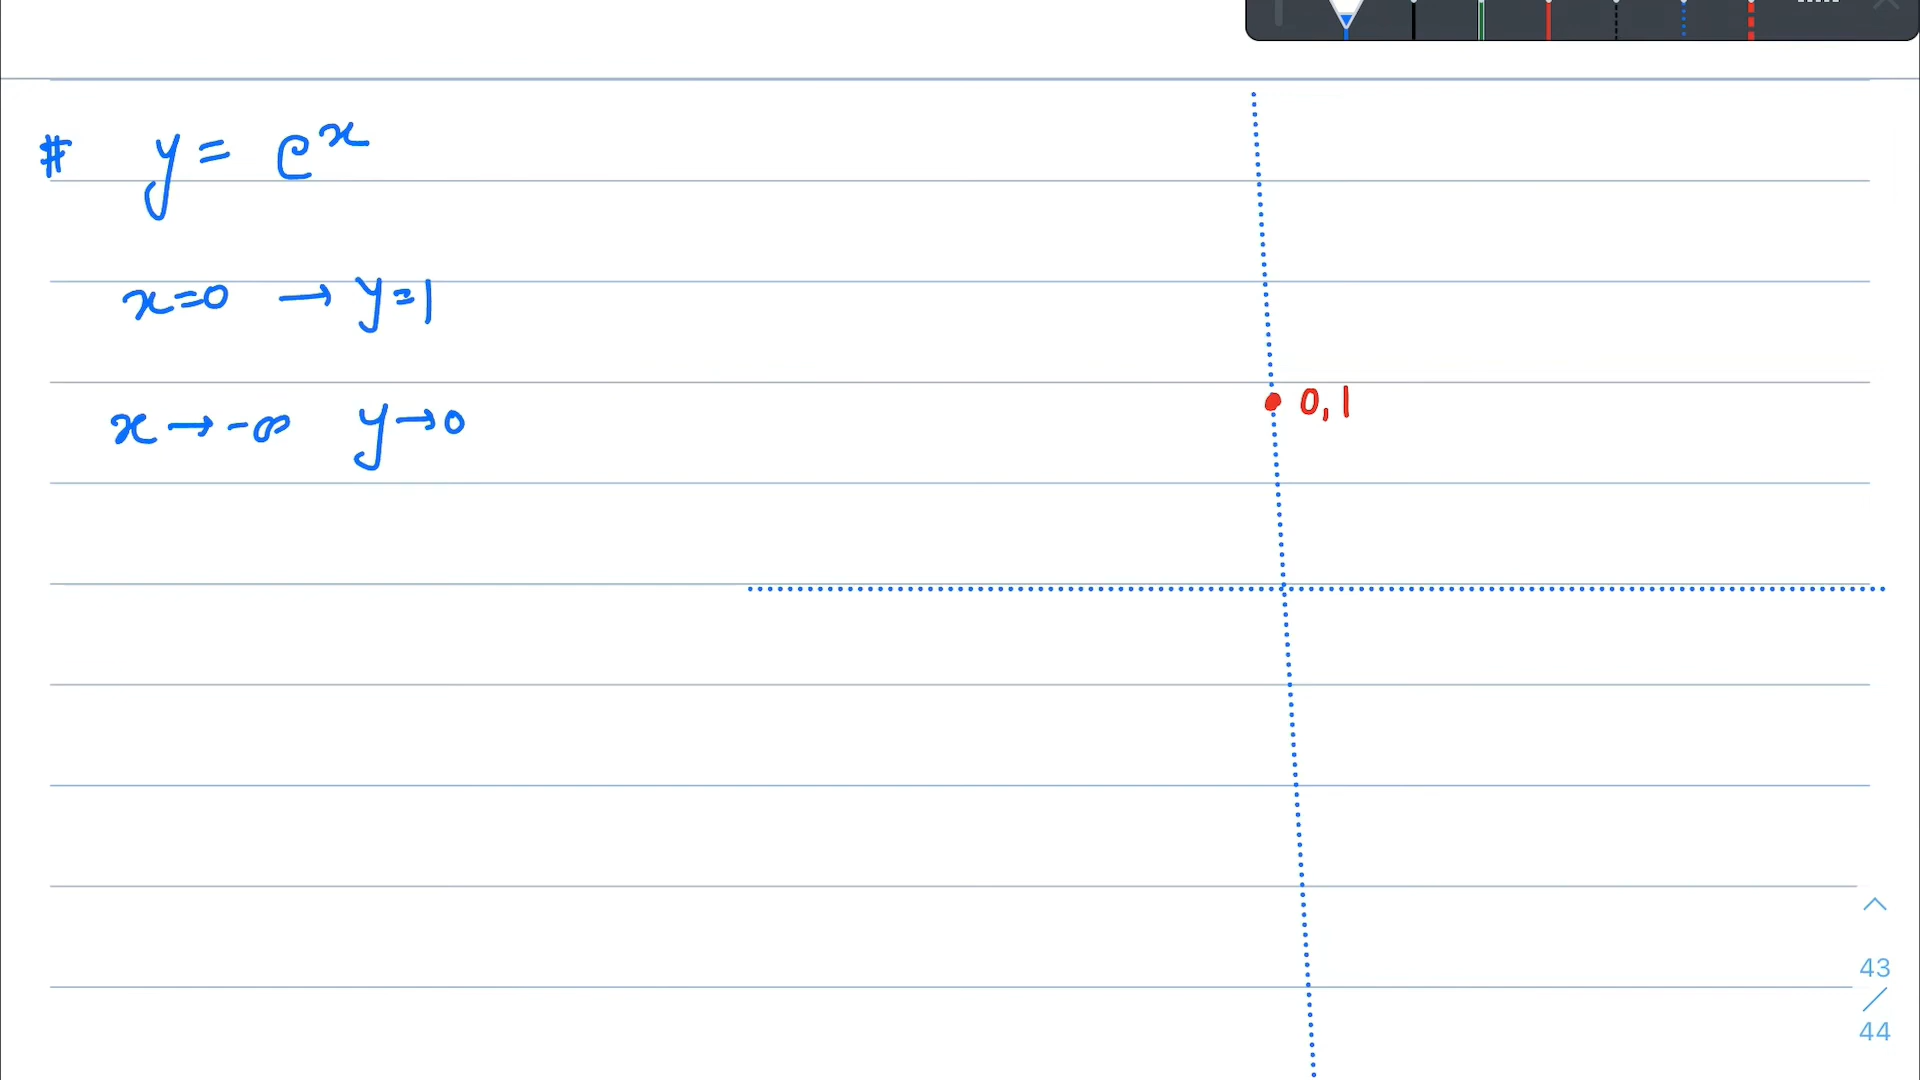 # y = e^x
x=0 → y=1
x → -∞ y → 0
0, 1
43
/
44